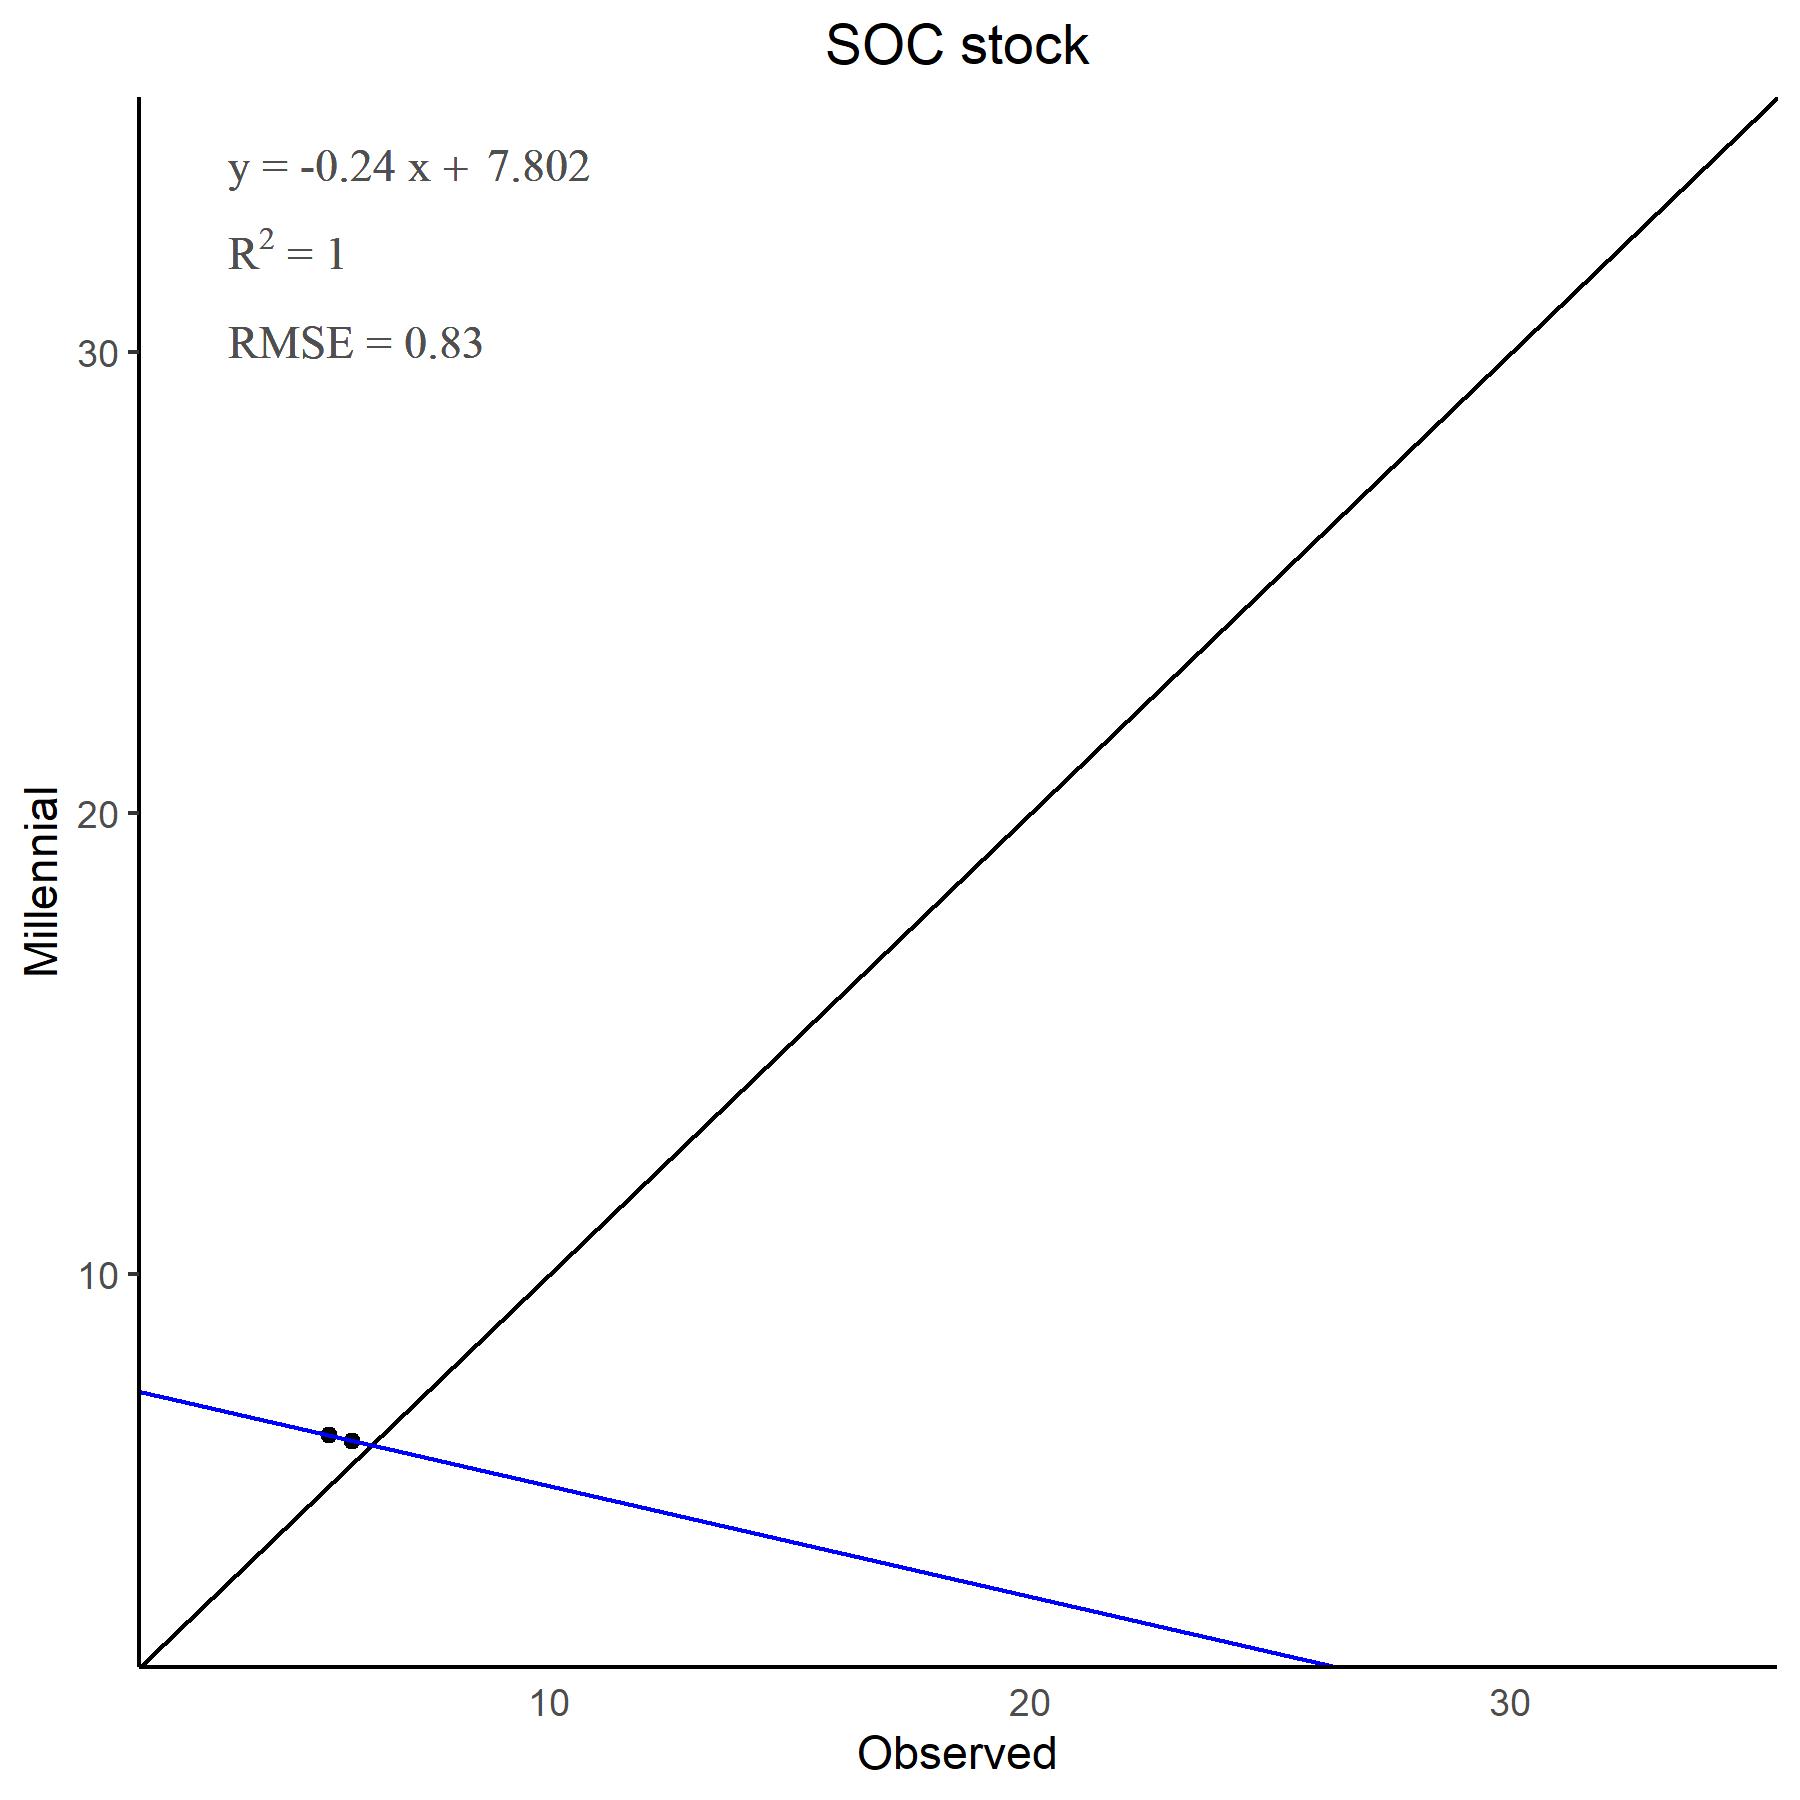 SOC stock
y = -0.24 x + 7.802
R² = 1
RMSE = 0.83
30
20
10
Millennial
10 20 30
Observed